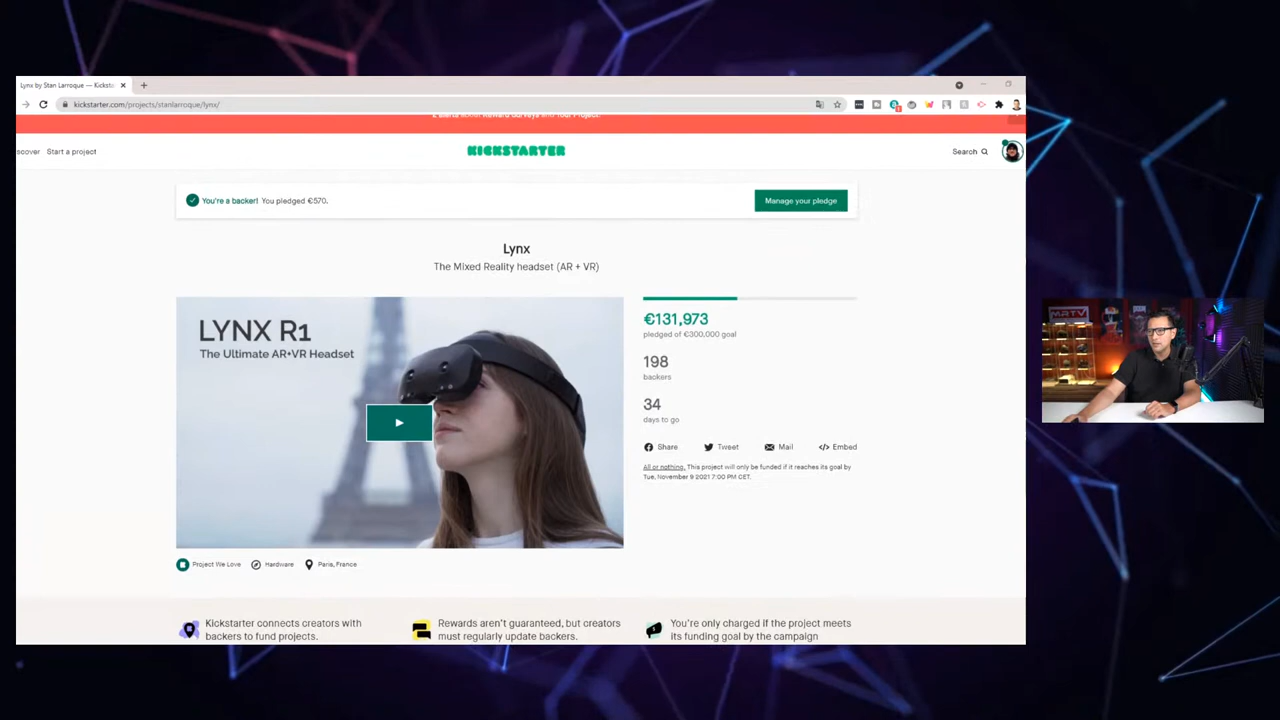 Lynx by Stan Larroque — Kicksta
kickstarter.com/projects/stanlarroque/lynx/
Start a project
KICKSTARTER
Search
You're a backer! You pledged €570.
Manage your pledge
Lynx
The Mixed Reality headset (AR + VR)
LYNX R1
The Ultimate AR+VR Headset
€131,973
pledged of €300,000 goal
198
backers
34
days to go
Share Tweet Mail </> Embed
All or nothing. This project will only be funded if it reaches its goal by
Tue, November 9 2021 7:00 PM CET.
Project We Love Hardware Paris, France
Kickstarter connects creators with
backers to fund projects.
Rewards aren't guaranteed, but creators
must regularly update backers.
You're only charged if the project meets
its funding goal by the campaign
MRTV